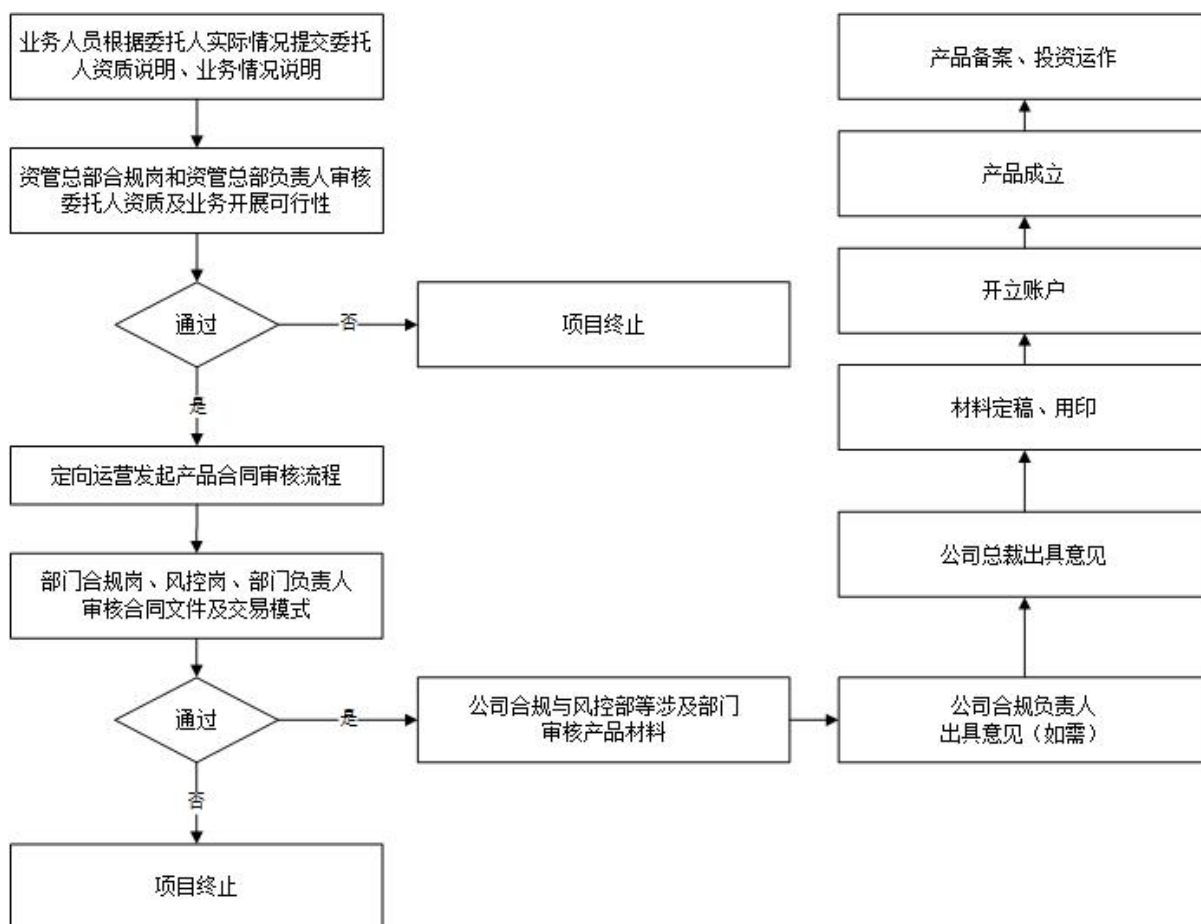 业务人员根据委托人实际情况提交委托
人资质说明、业务情况说明
资管总部合规岗和资管总部负责人审核
委托人资质及业务开展可行性
通过
否
项目终止
是
定向运营发起产品合同审核流程
部门合规岗、风控岗、部门负责人
审核合同文件及交易模式
通过
是
否
项目终止
公司合规与风控部等涉及部门
审核产品材料
公司合规负责人
出具意见（如需）
公司总裁出具意见
材料定稿、用印
开立账户
产品成立
产品备案、投资运作